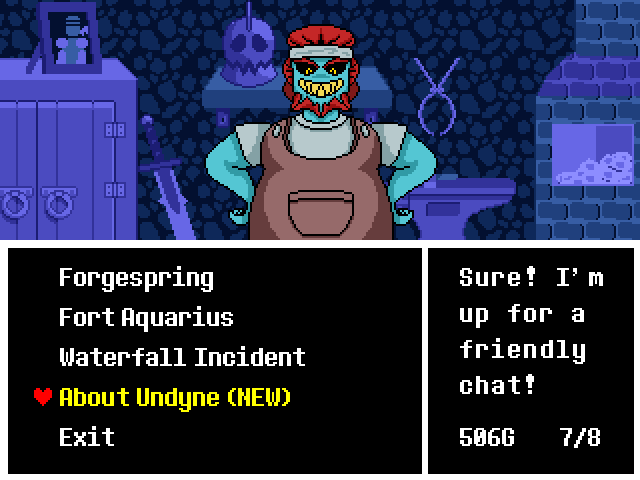 Forgespring
Fort Aquarius
Waterfall Incident
About Undyne (NEW)
Exit
Sure! I'm
up for a
friendly
chat!
506G 7/8